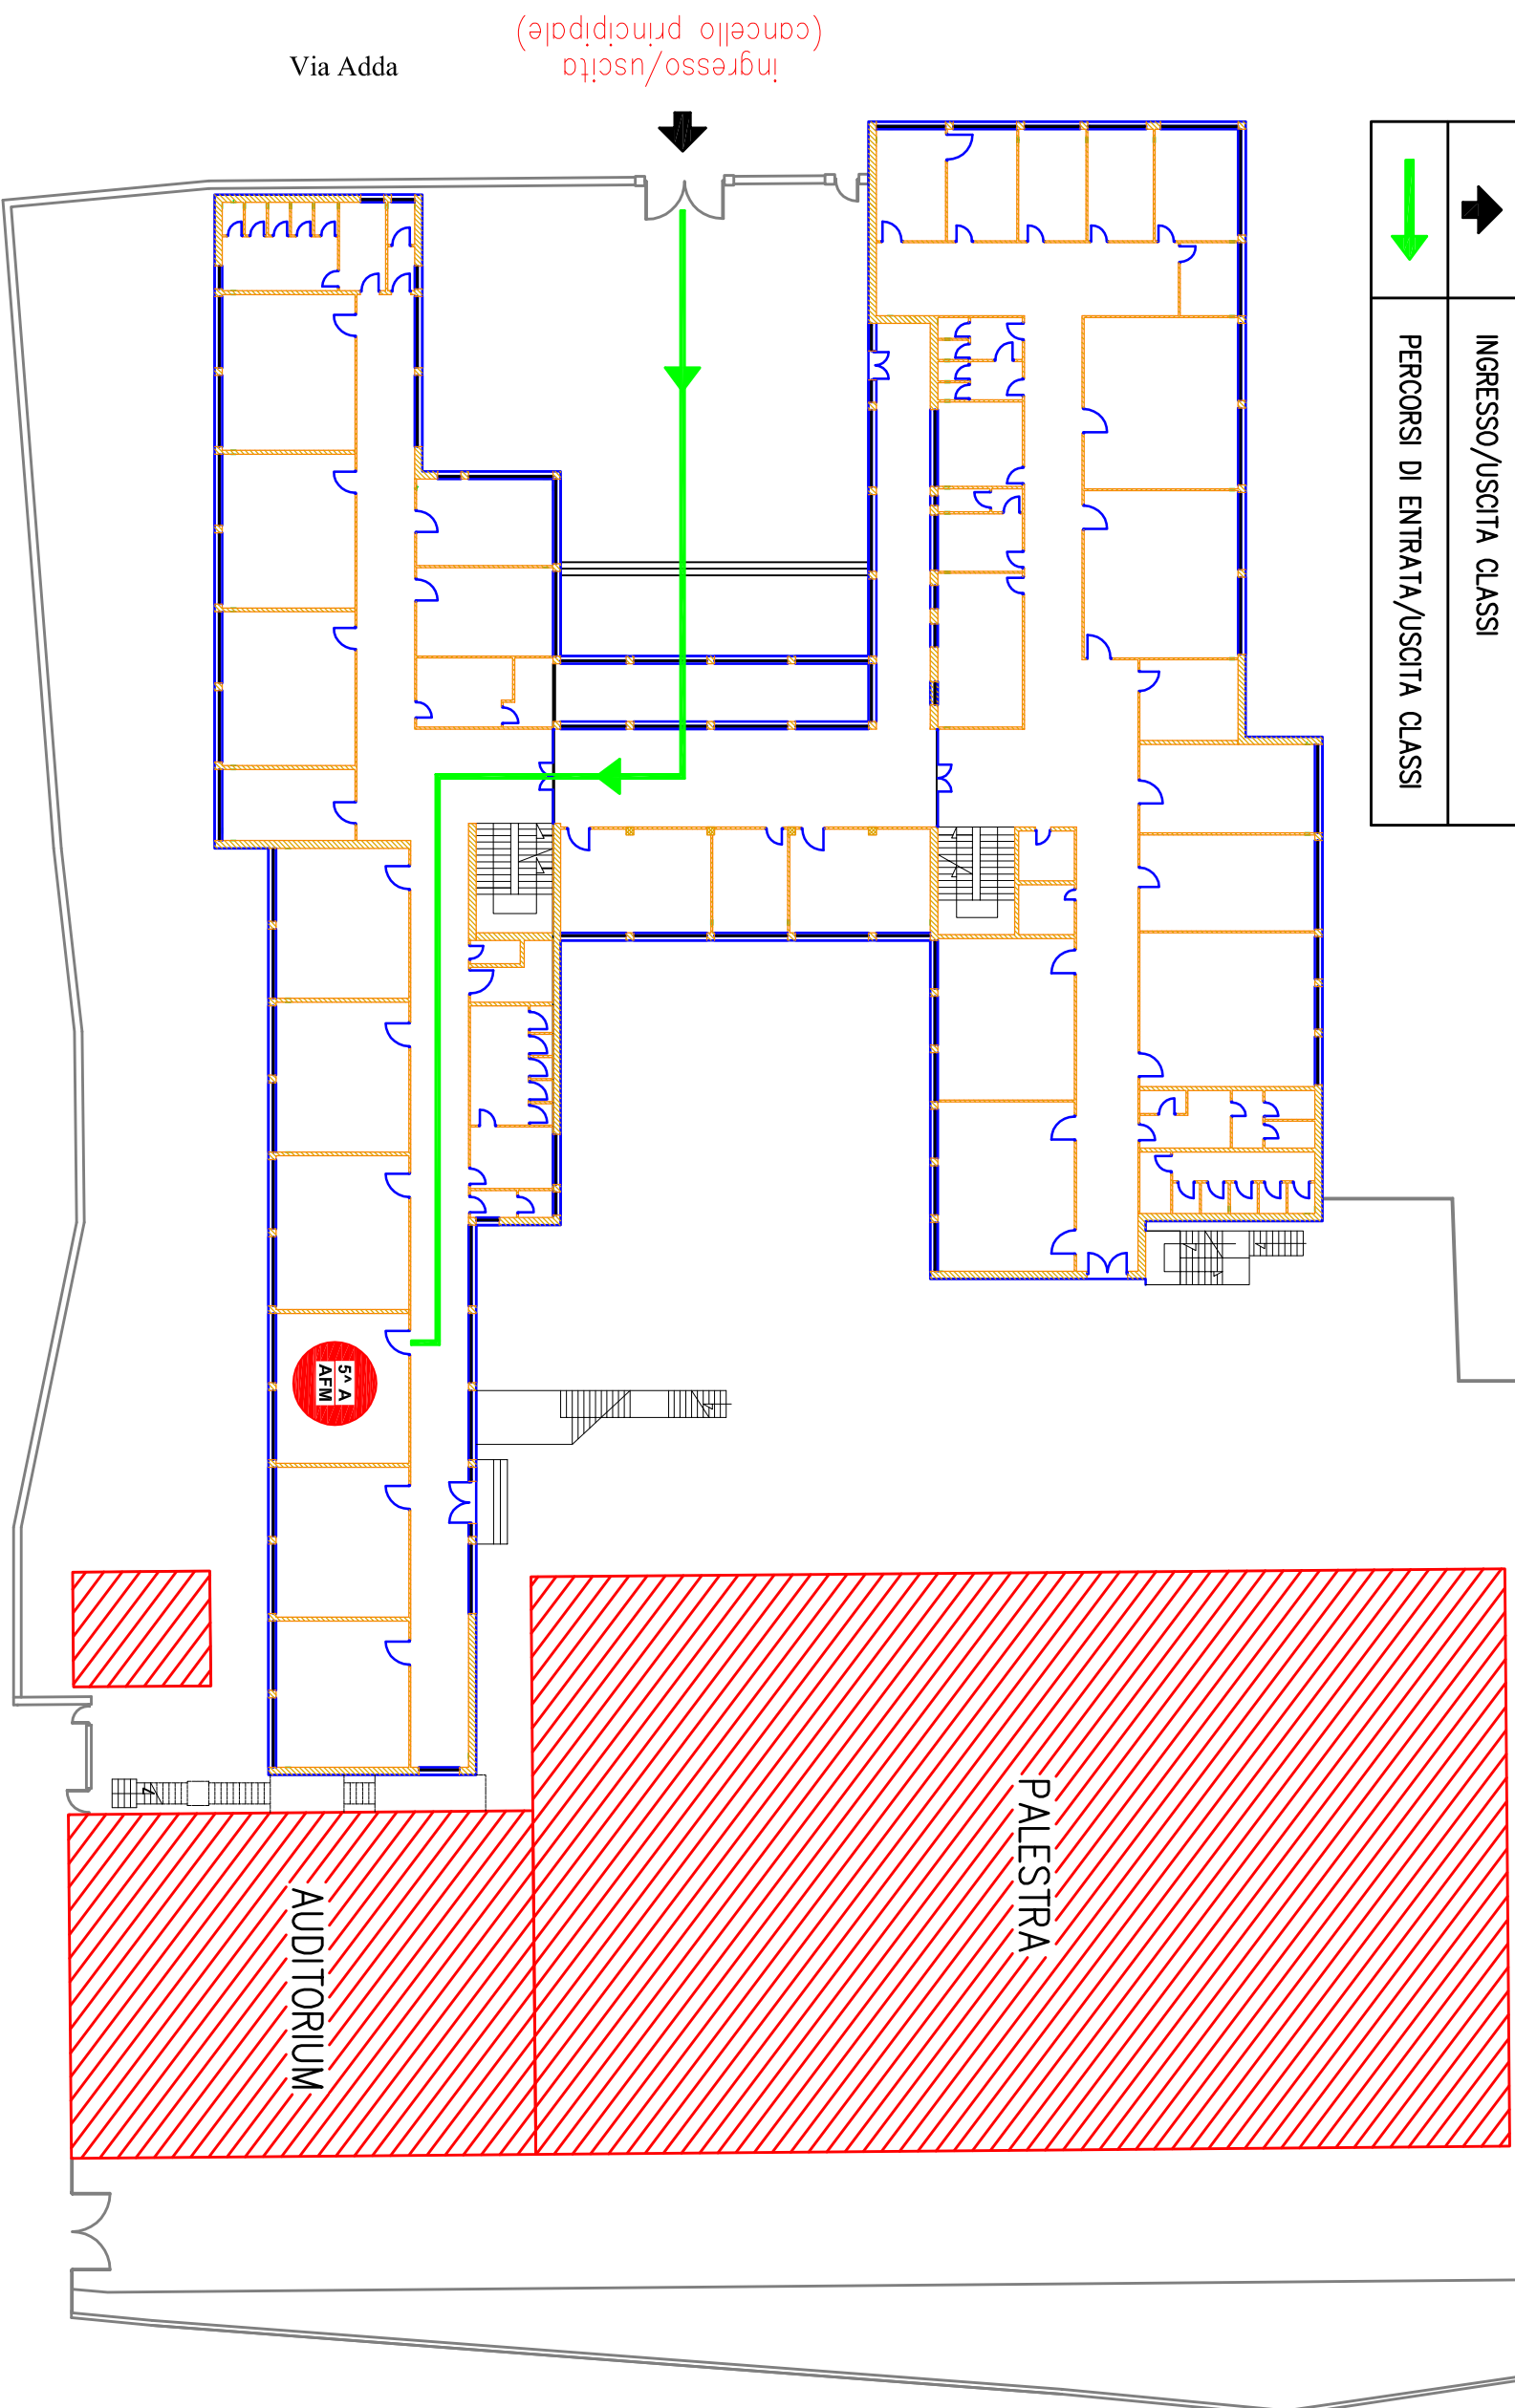 Via Adda
ingresso/uscita
(cancello principale)
INGRESSO/USCITA CLASSI
PERCORSI DI ENTRATA/USCITA CLASSI
5^ A
AFM
PALESTRA
AUDITORIUM